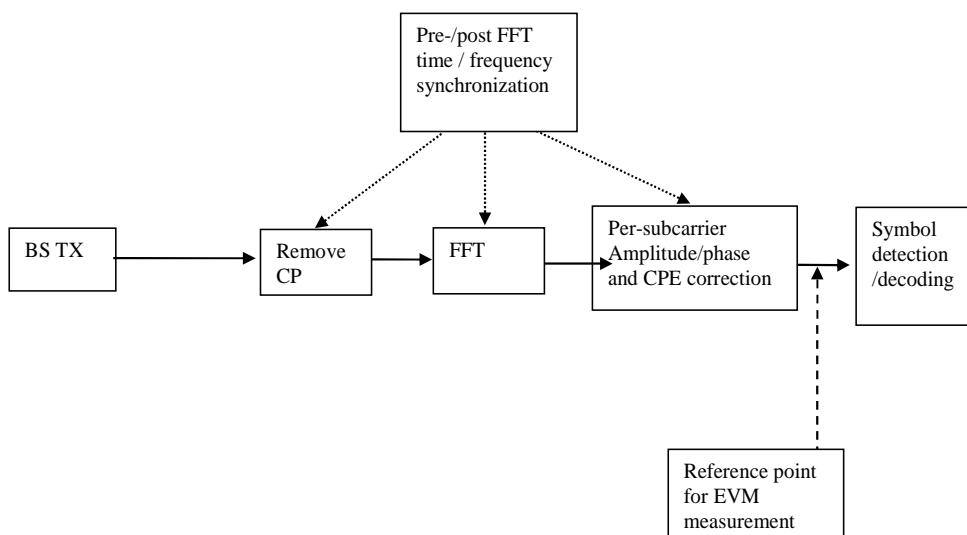 Pre-/post FFT
time / frequency
synchronization
BS TX
Remove
CP
FFT
Per-subcarrier
Amplitude/phase
and CPE correction
Symbol
detection
/decoding
Reference point
for EVM
measurement